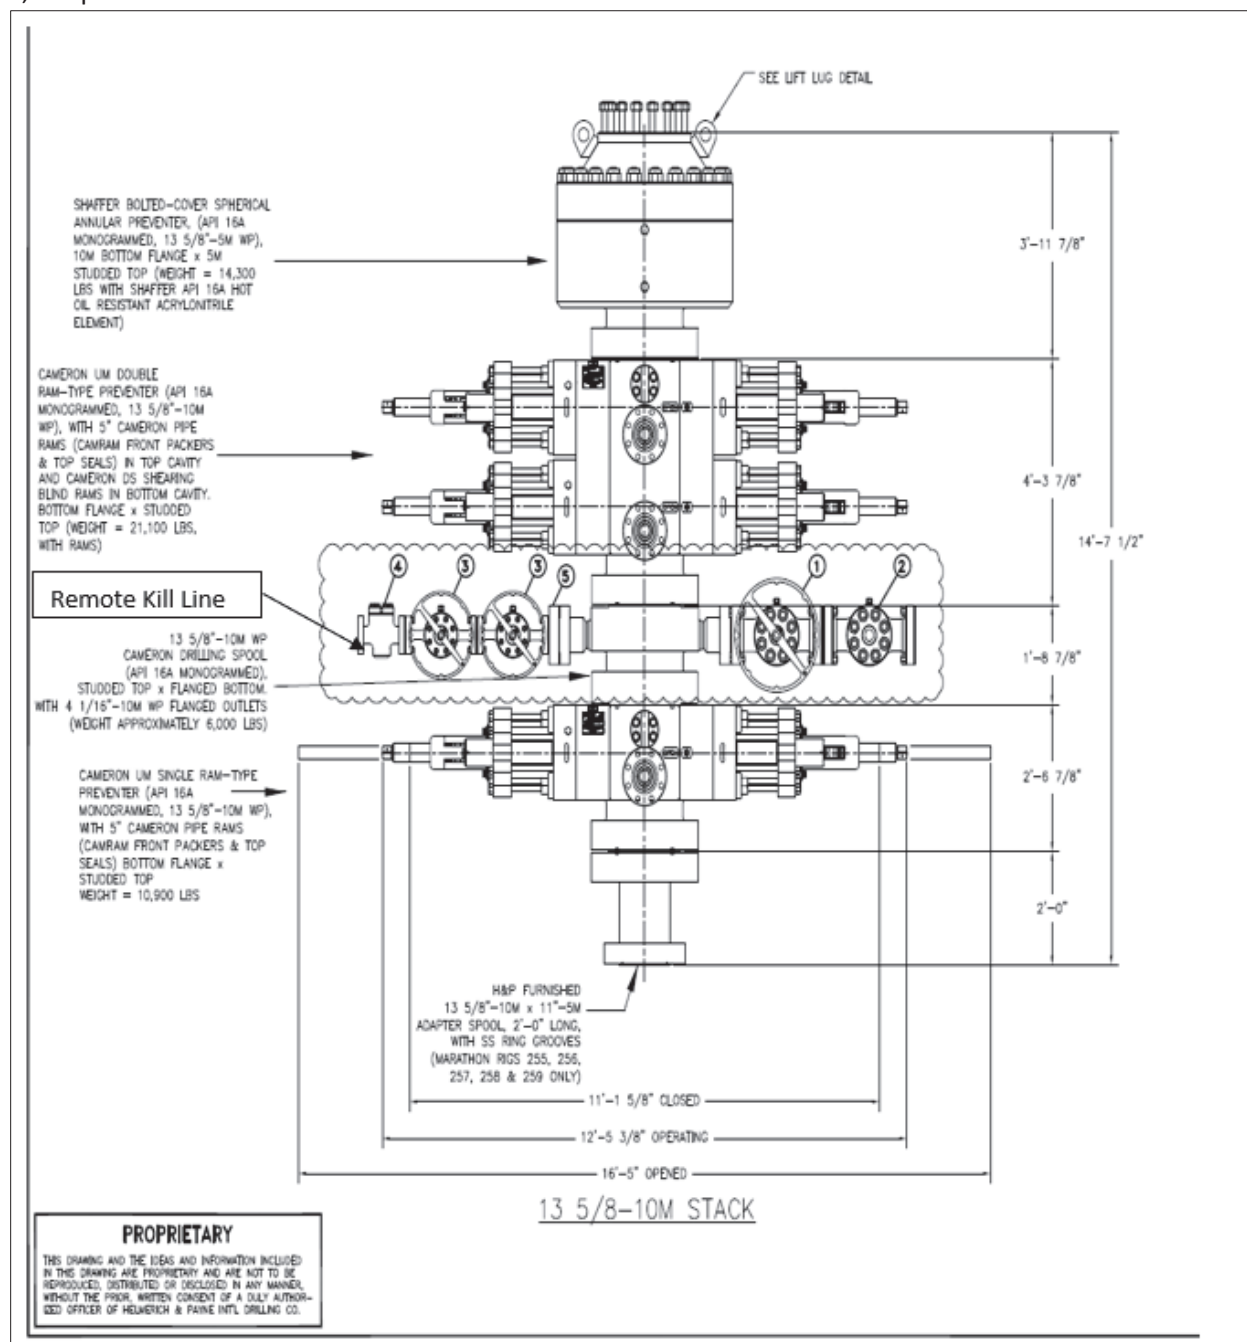 SEE LIFT LUG DETAIL
SHAFFER BOLTED-COVER SPHERICAL
ANNULAR PREVENTER, (API 16A
MONOGRAMMED, 13 5/8"-5M WP),
10M BOTTOM FLANGE x 5M
STUDDED TOP (WEIGHT = 14,300
LBS WITH SHAFFER API 16A HOT
OIL RESISTANT ACRYLONITRILE
ELEMENT)
3'-11 7/8"
CAMERON UM DOUBLE
RAM-TYPE PREVENTER (API 16A
MONOGRAMMED, 13 5/8"-10M
WP), WITH 5" CAMERON PIPE
RAMS (CAMRAM FRONT PACKERS
& TOP SEALS) IN TOP CAVITY
AND CAMERON DS SHEARING
BLIND RAMS IN BOTTOM CAVITY.
BOTTOM FLANGE x STUDDED
TOP (WEIGHT = 21,100 LBS,
WITH RAMS)
4'-3 7/8"
14'-7 1/2"
4 3 3 5 1 2
Remote Kill Line
13 5/8"-10M WP
CAMERON DRILLING SPOOL
(API 16A MONOGRAMMED),
STUDDED TOP x FLANGED BOTTOM.
WITH 4 1/16"-10M WP FLANGED OUTLETS
(WEIGHT APPROXIMATELY 6,000 LBS)
1'-8 7/8"
CAMERON UM SINGLE RAM-TYPE
PREVENTER (API 16A
MONOGRAMMED, 13 5/8"-10M WP),
WITH 5" CAMERON PIPE RAMS
(CAMRAM FRONT PACKERS & TOP
SEALS) BOTTOM FLANGE x
STUDDED TOP
WEIGHT = 10,900 LBS
2'-6 7/8"
2'-0"
H&P FURNISHED
13 5/8"-10M x 11"-5M
ADAPTER SPOOL, 2'-0" LONG,
WITH SS RING GROOVES
(MARATHON RIGS 255, 256,
257, 258 & 259 ONLY)
11'-1 5/8" CLOSED
12'-5 3/8" OPERATING
16'-5" OPENED
13 5/8-10M STACK
PROPRIETARY
THIS DRAWING AND THE IDEAS AND INFORMATION INCLUDED
IN THIS DRAWING ARE PROPRIETARY AND ARE NOT TO BE
REPRODUCED, DISTRIBUTED OR DISCLOSED IN ANY MANNER,
WITHOUT THE PRIOR, WRITTEN CONSENT OF A DULY AUTHOR-
IZED OFFICER OF HELMERICH & PAYNE INT'L DRILLING CO.